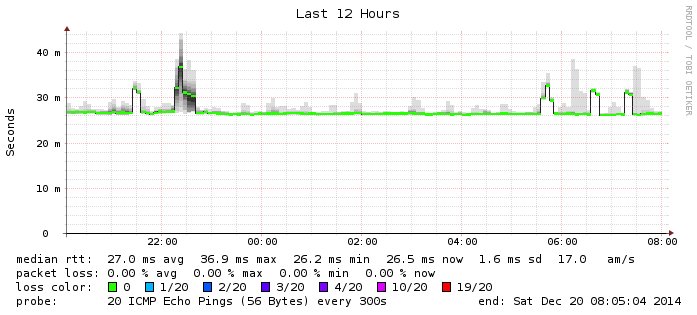 Last 12 Hours
RRDTOOL / TOBI OETIKER
Seconds
40 m
30 m
20 m
10 m
0
22:00 00:00 02:00 04:00 06:00 08:00
median rtt: 27.0 ms avg 36.9 ms max 26.2 ms min 26.5 ms now 1.6 ms sd 17.0 am/s
packet loss: 0.00 % avg 0.00 % max 0.00 % min 0.00 % now
loss color: 0 1/20 2/20 3/20 4/20 10/20 19/20
probe: 20 ICMP Echo Pings (56 Bytes) every 300s end: Sat Dec 20 08:05:04 2014